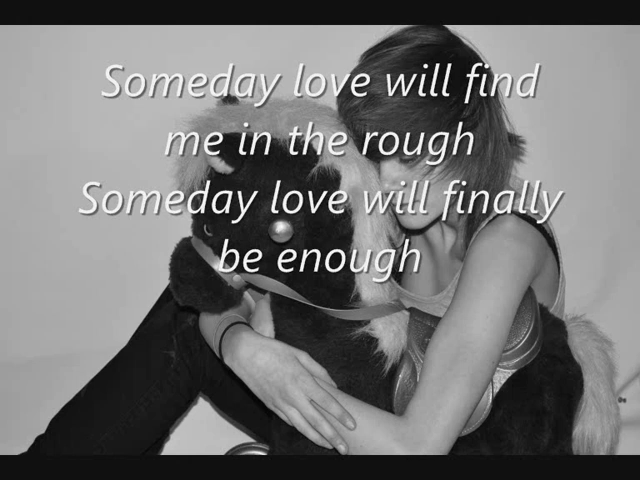 Someday love will find
me in the rough
Someday love will finally
be enough